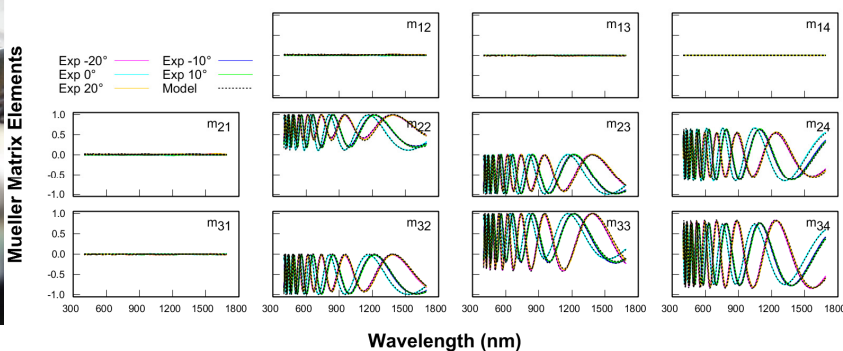 Mueller Matrix Elements
Exp -20° Exp -10°
Exp 0° Exp 10°
Exp 20° Model
m12
m13
m14
1.0
0.5
0.0
-0.5
-1.0
m21
m22
m23
m24
1.0
0.5
0.0
-0.5
-1.0
m31
m32
m33
m34
300 600 900 1200 1500 1800
300 600 900 1200 1500 1800
300 600 900 1200 1500 1800
300 600 900 1200 1500 1800
Wavelength (nm)